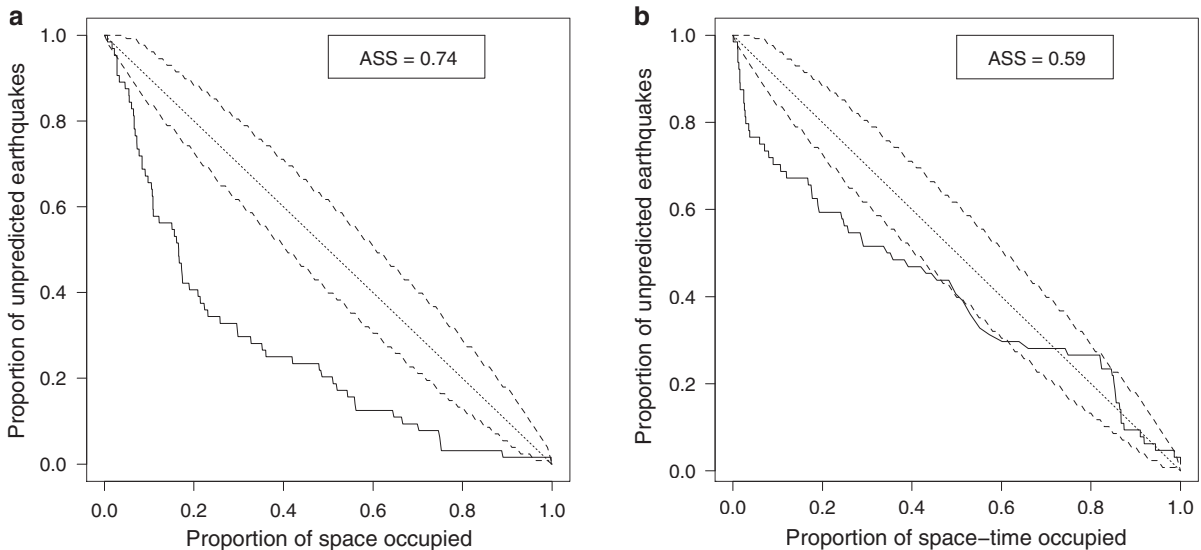 a
ASS = 0.74
Proportion of unpredicted earthquakes
1.0
0.8
0.6
0.4
0.2
0.0
0.0 0.2 0.4 0.6 0.8 1.0
Proportion of space occupied
b
ASS = 0.59
Proportion of unpredicted earthquakes
1.0
0.8
0.6
0.4
0.2
0.0
0.0 0.2 0.4 0.6 0.8 1.0
Proportion of space−time occupied